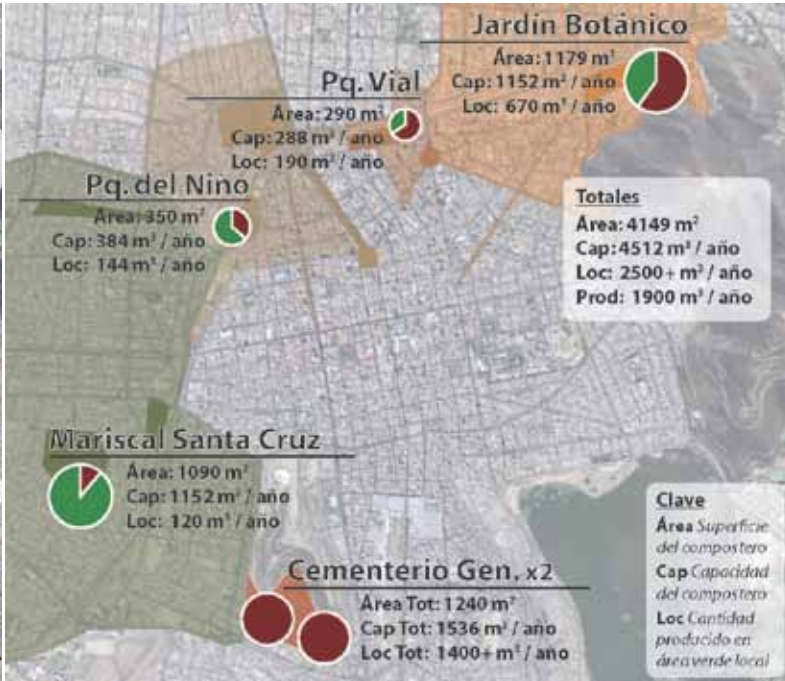 Jardín Botánico
Área: 1179 m²
Cap: 1152 m³ / año
Loc: 670 m³ / año
Pq. Vial
Área: 290 m²
Cap: 288 m³ / año
Loc: 190 m³ / año
Pq. del Nino
Área: 350 m²
Cap: 384 m³ / año
Loc: 144 m³ / año
Totales
Área: 4149 m²
Cap: 4512 m³ / año
Loc: 2500+ m³ / año
Prod: 1900 m³ / año
Mariscal Santa Cruz
Área: 1090 m²
Cap: 1152 m³ / año
Loc: 120 m³ / año
Cementerio Gen. x2
Área Tot: 1240 m²
Cap Tot: 1536 m³ / año
Loc Tot: 1400+ m³ / año
Clave
Área Superficie
del compostero
Cap Capacidad
del compostero
Loc Cantidad
producido en
área verde local